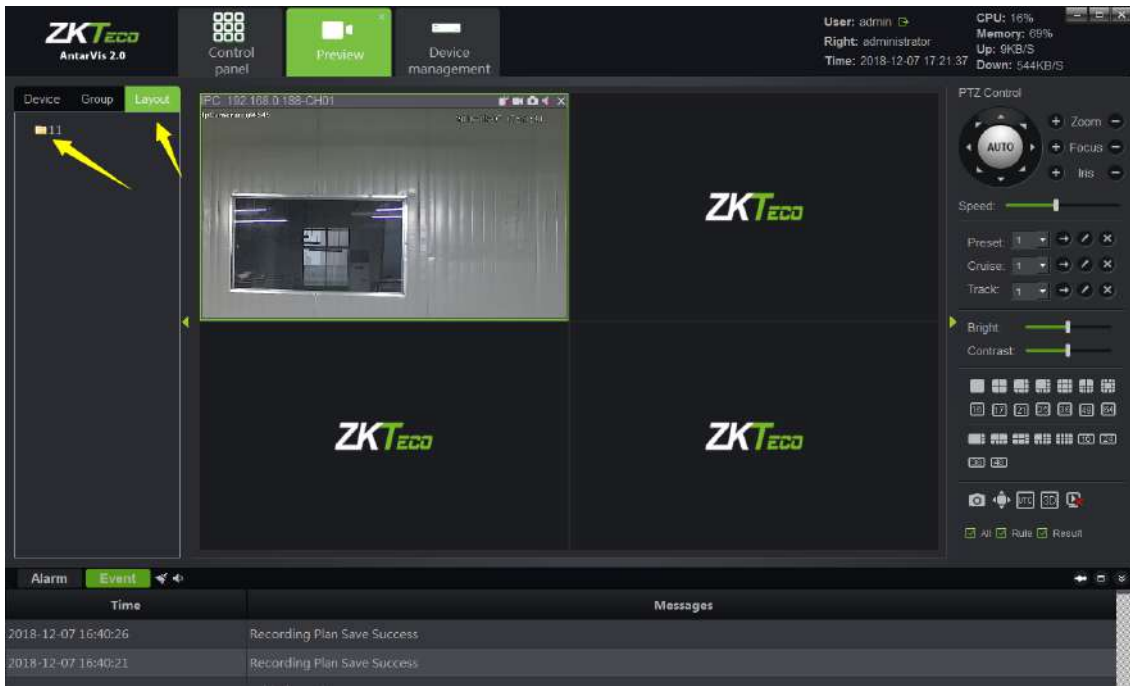 ZKTeco
AntarVis 2.0
Control
panel
Preview
Device
management
User: admin
Right: administrator
Time: 2018-12-07 17:21:37
CPU: 16%
Memory: 69%
Up: 9KB/S
Down: 544KB/S
Device Group Layout
11
IPC 192.168.0.188-CH01
ZKTeco
ZKTeco
ZKTeco
PTZ Control
AUTO
Zoom
Focus
Iris
Speed:
Preset: 1
Cruise: 1
Track: 1
Bright:
Contrast:
16 17 21 25 36 49 64
UTC 3D
All Rule Result
Alarm Event
Time Messages
2018-12-07 16:40:26 Recording Plan Save Success
2018-12-07 16:40:21 Recording Plan Save Success